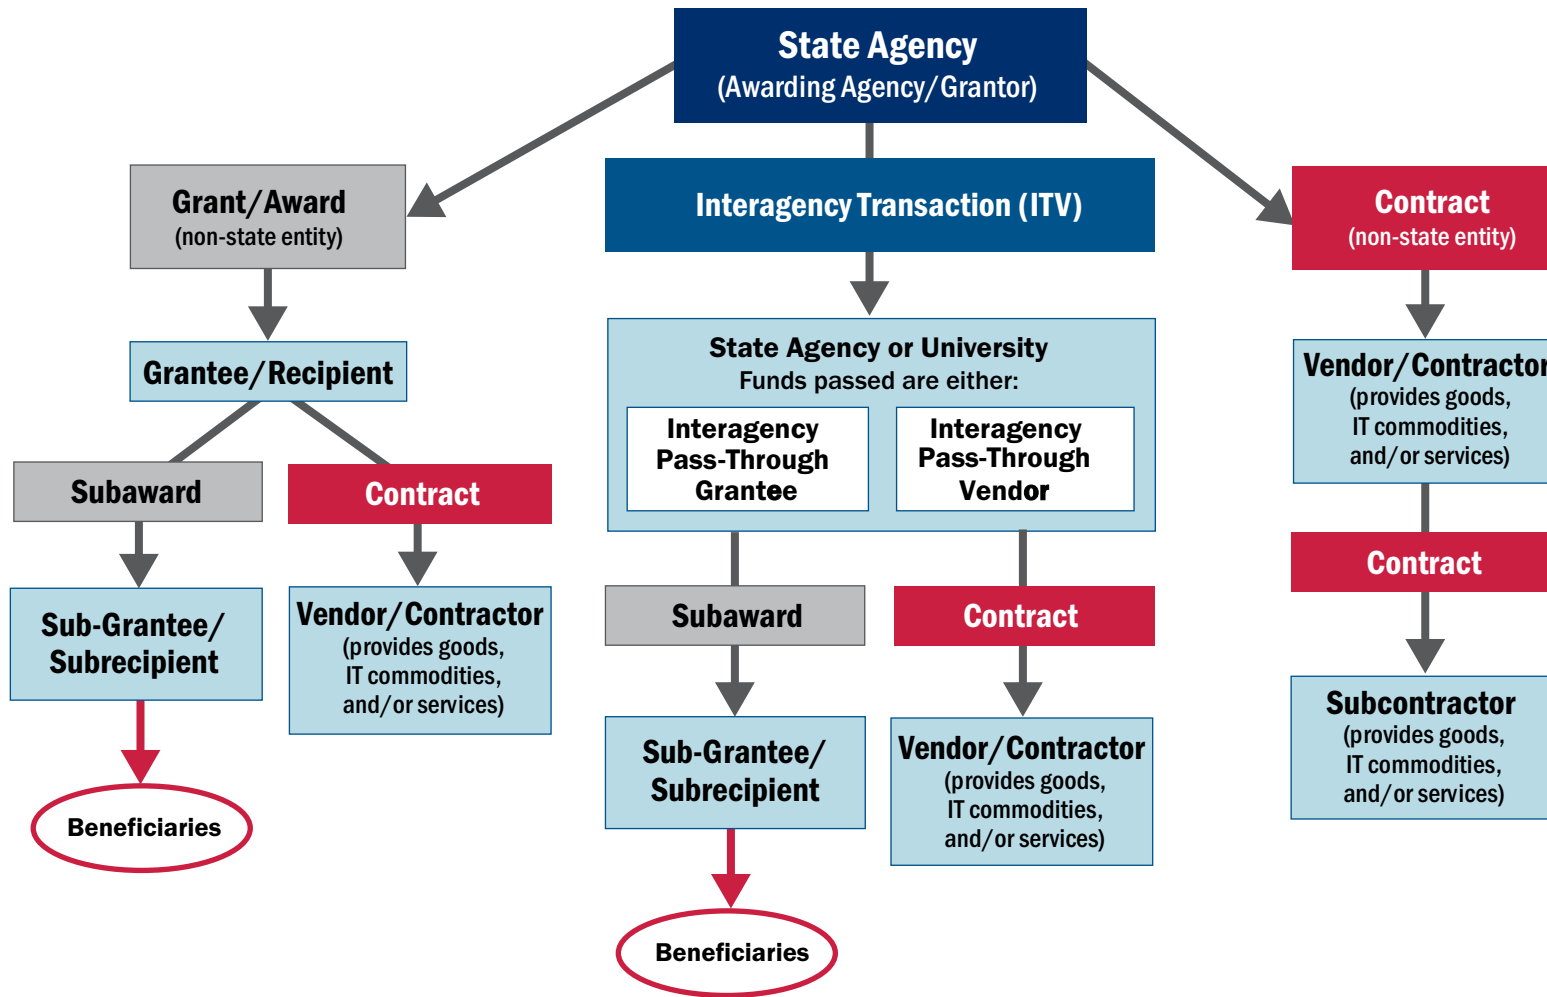 State Agency
(Awarding Agency/Grantor)
Grant/Award
(non-state entity)
Grantee/Recipient
Subaward
Sub-Grantee/
Subrecipient
Beneficiaries
Contract
Vendor/Contractor
(provides goods,
IT commodities,
and/or services)
Interagency Transaction (ITV)
State Agency or University
Funds passed are either:
Interagency
Pass-Through
Grantee
Interagency
Pass-Through
Vendor
Subaward
Sub-Grantee/
Subrecipient
Beneficiaries
Contract
Vendor/Contractor
(provides goods,
IT commodities,
and/or services)
Contract
(non-state entity)
Vendor/Contractor
(provides goods,
IT commodities,
and/or services)
Contract
Subcontractor
(provides goods,
IT commodities,
and/or services)